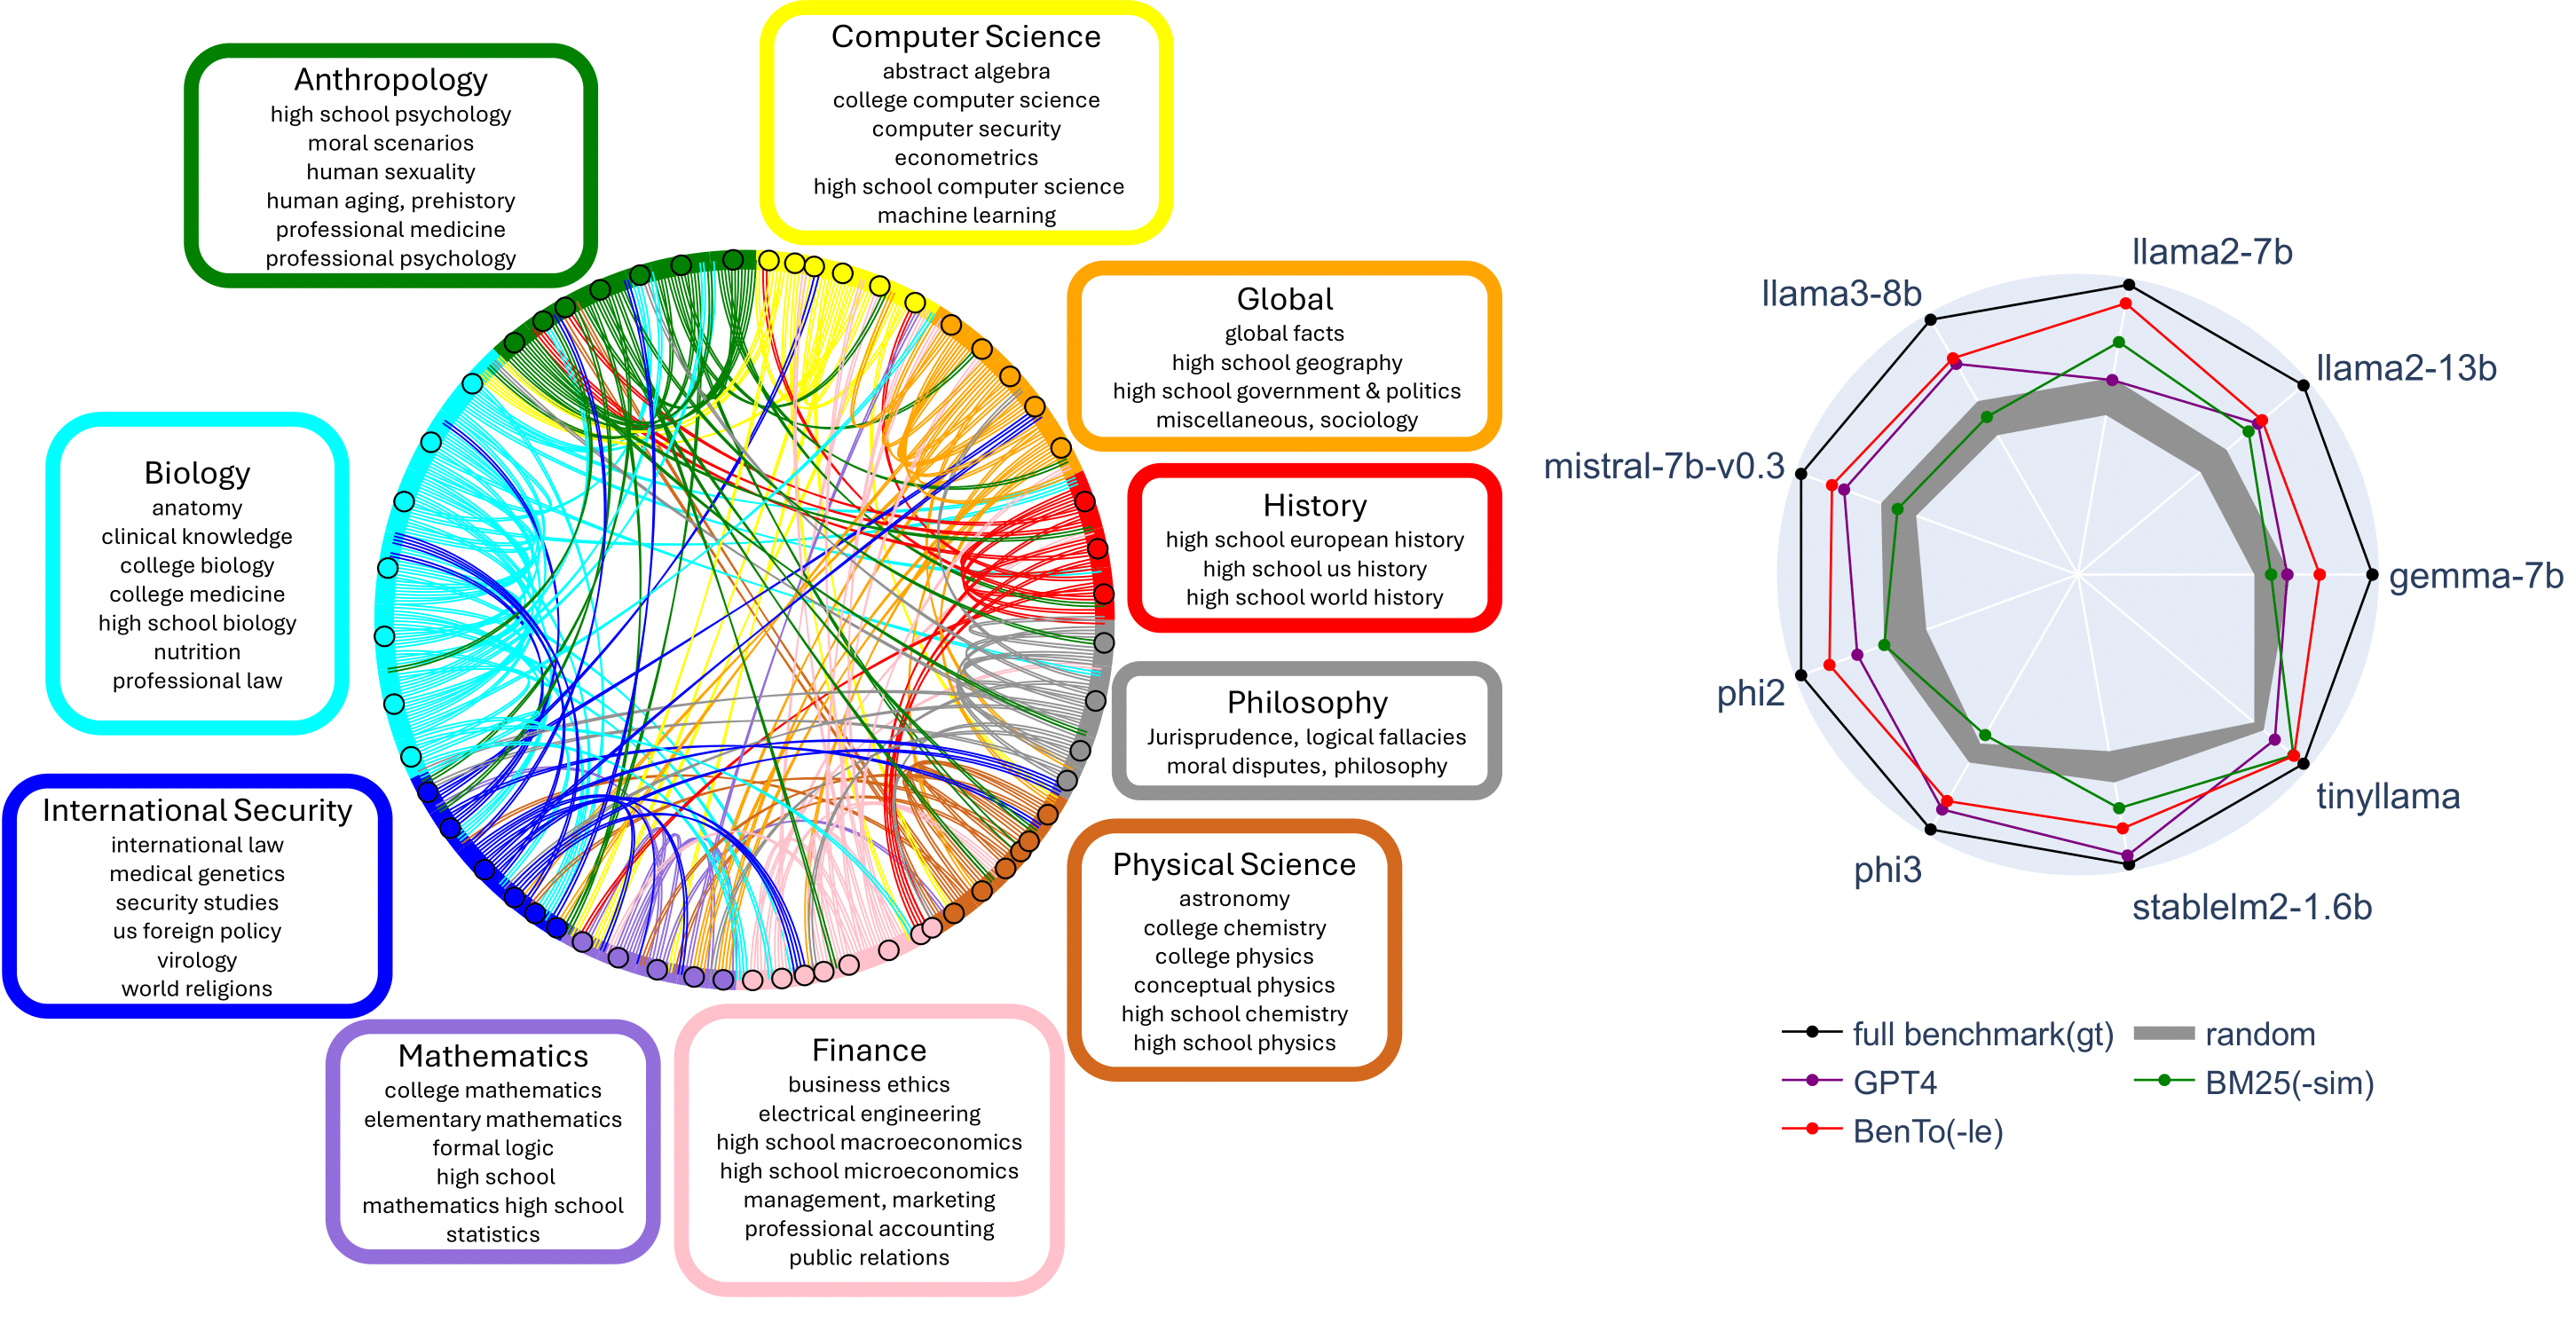 Anthropology
high school psychology
moral scenarios
human sexuality
human aging, prehistory
professional medicine
professional psychology
Computer Science
abstract algebra
college computer science
computer security
econometrics
high school computer science
machine learning
Global
global facts
high school geography
high school government & politics
miscellaneous, sociology
History
high school european history
high school us history
high school world history
Philosophy
Jurisprudence, logical fallacies
moral disputes, philosophy
Physical Science
astronomy
college chemistry
college physics
conceptual physics
high school chemistry
high school physics
Finance
business ethics
electrical engineering
high school macroeconomics
high school microeconomics
management, marketing
professional accounting
public relations
Mathematics
college mathematics
elementary mathematics
formal logic
high school
mathematics high school
statistics
International Security
international law
medical genetics
security studies
us foreign policy
virology
world religions
Biology
anatomy
clinical knowledge
college biology
college medicine
high school biology
nutrition
professional law
llama2-7b
llama3-8b
llama2-13b
mistral-7b-v0.3
gemma-7b
phi2
tinyllama
phi3
stablelm2-1.6b
full benchmark(gt)
random
GPT4
BM25(-sim)
BenTo(-le)